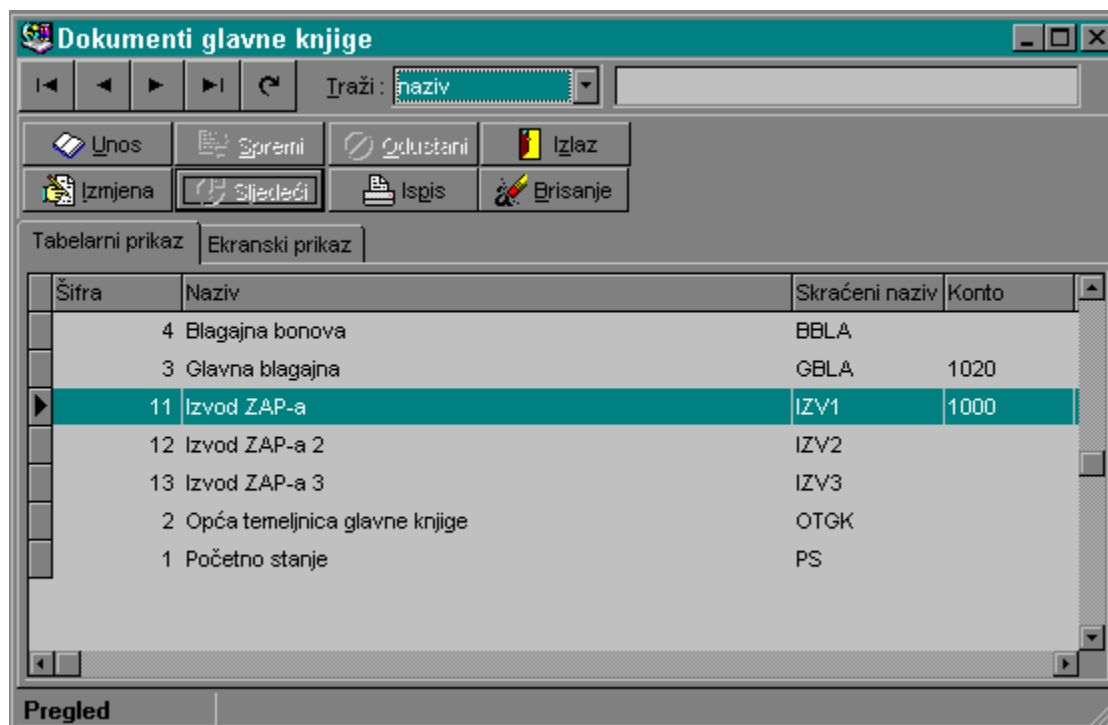 Dokumenti glavne knjige
Traži : naziv
Unos Spremi Odustani Izlaz
Izmjena Sljedeći Ispis Brisanje
Tabelarni prikaz Ekranski prikaz
Šifra Naziv Skraćeni naziv Konto
4 Blagajna bonova BBLA
3 Glavna blagajna GBLA 1020
11 Izvod ZAP-a IZV1 1000
12 Izvod ZAP-a 2 IZV2
13 Izvod ZAP-a 3 IZV3
2 Opća temeljnica glavne knjige OTGK
1 Početno stanje PS
Pregled